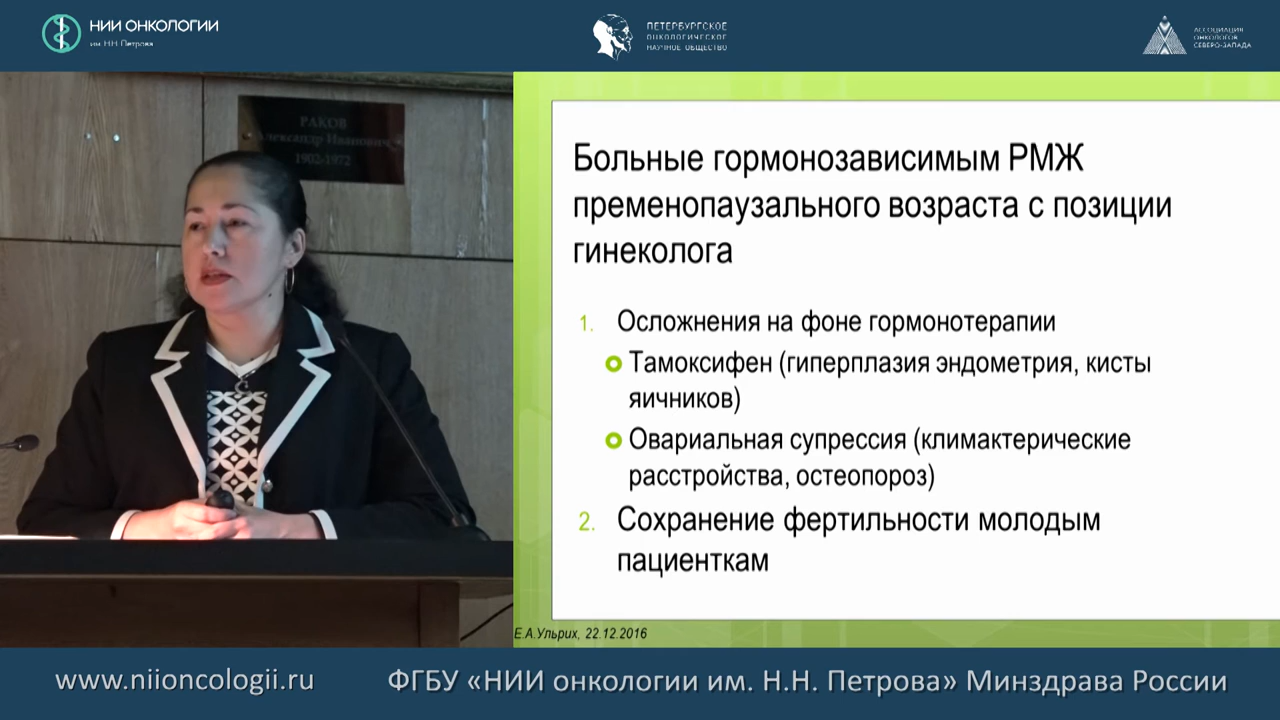 НИИ ОНКОЛОГИИ
им. Н.Н. Петрова
ПЕТЕРБУРГСКОЕ
ОНКОЛОГИЧЕСКОЕ
НАУЧНОЕ ОБЩЕСТВО
АССОЦИАЦИЯ
ОНКОЛОГОВ
СЕВЕРО-ЗАПАДА
РАКОВ
Александр Иванович
1902-1972
Больные гормонозависимым РМЖ
пременопаузального возраста с позиции
гинеколога
1. Осложнения на фоне гормонотерапии
Тамоксифен (гиперплазия эндометрия, кисты
яичников)
Овариальная супрессия (климактерические
расстройства, остеопороз)
2. Сохранение фертильности молодым
пациенткам
Е.А.Ульрих, 22.12.2016
www.niioncologii.ru
ФГБУ «НИИ онкологии им. Н.Н. Петрова» Минздрава России